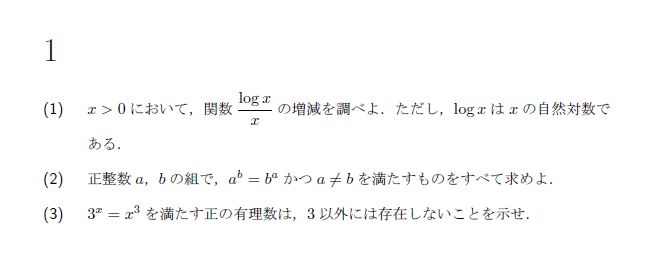 1
(1) x > 0 において，関数 $\frac{\log x}{x}$ の増減を調べよ．ただし，log x は x の自然対数で
ある．
(2) 正整数 a，b の組で，$a^b = b^a$ かつ a ≠ b を満たすものをすべて求めよ．
(3) $3^x = x^3$ を満たす正の有理数は，3 以外には存在しないことを示せ．